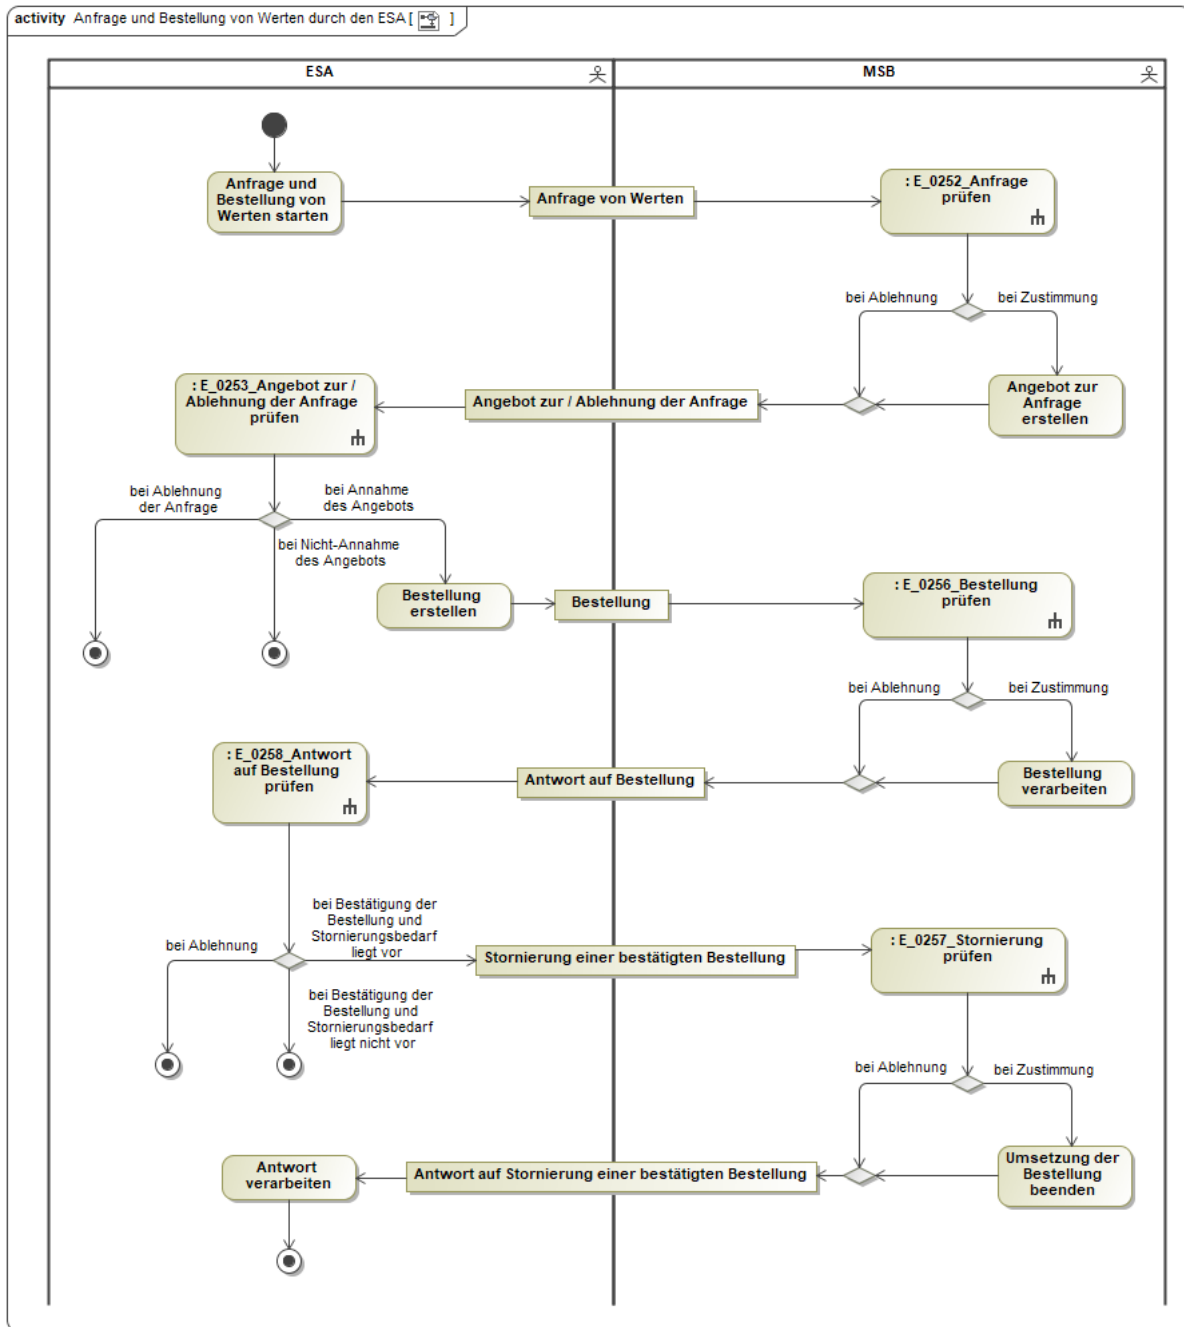 activity Anfrage und Bestellung von Werten durch den ESA [ ]
ESA
MSB
Anfrage und
Bestellung von
Werten starten
Anfrage von Werten
: E_0252_Anfrage
prüfen
bei Ablehnung
bei Zustimmung
: E_0253_Angebot zur /
Ablehnung der Anfrage
prüfen
Angebot zur / Ablehnung der Anfrage
Angebot zur
Anfrage
erstellen
bei Ablehnung
der Anfrage
bei Annahme
des Angebots
bei Nicht-Annahme
des Angebots
Bestellung
erstellen
Bestellung
: E_0256_Bestellung
prüfen
bei Ablehnung
bei Zustimmung
: E_0258_Antwort
auf Bestellung
prüfen
Antwort auf Bestellung
Bestellung
verarbeiten
bei Ablehnung
bei Bestätigung der
Bestellung und
Stornierungsbedarf
liegt vor
Stornierung einer bestätigten Bestellung
: E_0257_Stornierung
prüfen
bei Bestätigung der
Bestellung und
Stornierungsbedarf
liegt nicht vor
bei Ablehnung
bei Zustimmung
Antwort
verarbeiten
Antwort auf Stornierung einer bestätigten Bestellung
Umsetzung der
Bestellung
beenden